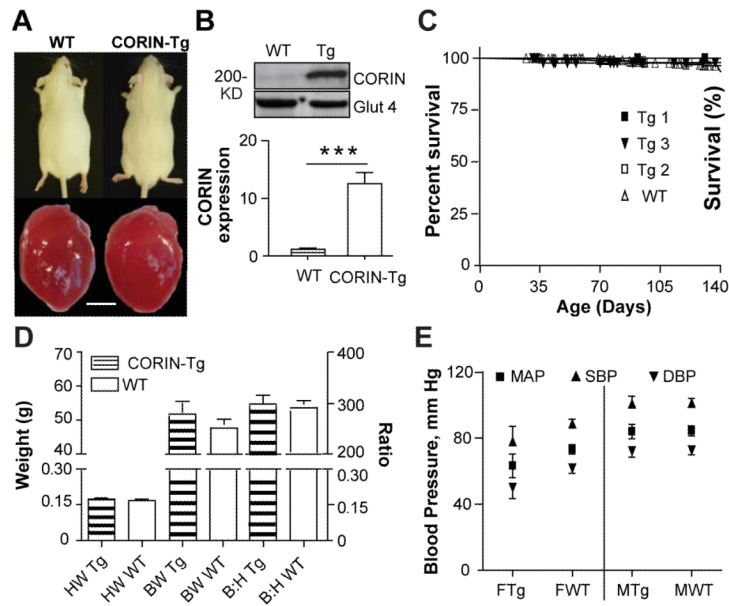 A
WT CORIN-Tg
B
WT Tg
200-
KD
CORIN
Glut 4
20
10
0
CORIN
expression
***
WT CORIN-Tg
C
100
75
50
25
0
Percent survival
Survival (%)
Tg 1
Tg 3
Tg 2
WT
0 35 70 105 140
Age (Days)
D
70
60
50
40
0.30
0.15
0
Weight (g)
CORIN-Tg
WT
400
300
200
0.30
0.15
0
Ratio
HW Tg
HW WT
BW Tg
BW WT
B:H Tg
B:H WT
E
MAP SBP DBP
120
80
40
0
Blood Pressure, mm Hg
FTg FWT MTg MWT